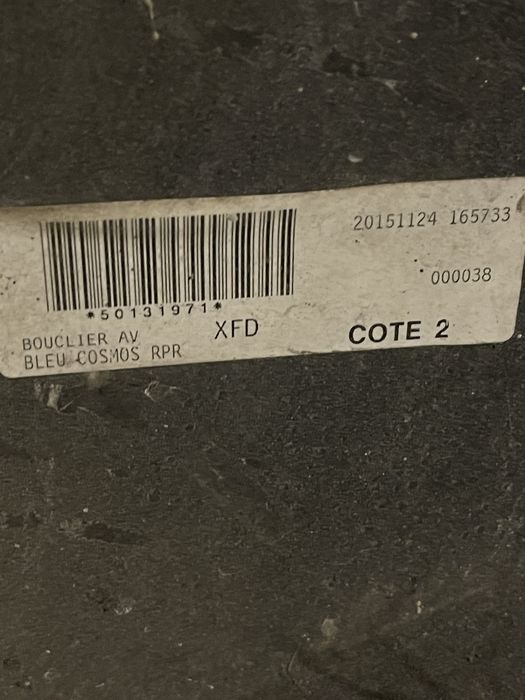 20151124 165733
000038
*50131971*
BOUCLIER AV XFD COTE 2
BLEU COSMOS RPR